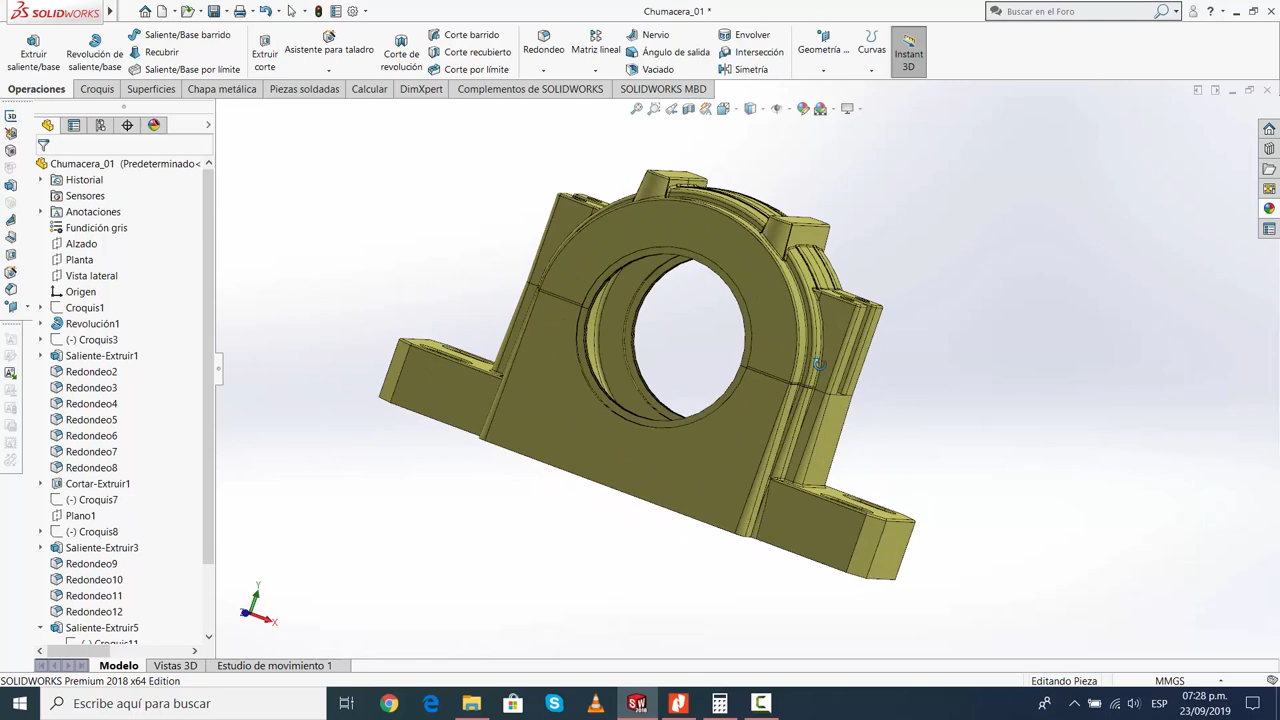 SOLIDWORKS
Chumacera_01 *
Buscar en el Foro
Extruir saliente/base
Revolución de saliente/base
Saliente/Base barrido
Recubrir
Saliente/Base por límite
Extruir corte
Asistente para taladro
Corte de revolución
Corte barrido
Corte recubierto
Corte por límite
Redondeo
Matriz lineal
Nervio
Ángulo de salida
Vaciado
Envolver
Intersección
Simetría
Geometría ...
Curvas
Instant 3D
Operaciones
Croquis
Superficies
Chapa metálica
Piezas soldadas
Calcular
DimXpert
Complementos de SOLIDWORKS
SOLIDWORKS MBD
Chumacera_01 (Predeterminado<
Historial
Sensores
Anotaciones
Fundición gris
Alzado
Planta
Vista lateral
Origen
Croquis1
Revolución1
(-) Croquis3
Saliente-Extruir1
Redondeo2
Redondeo3
Redondeo4
Redondeo5
Redondeo6
Redondeo7
Redondeo8
Cortar-Extruir1
(-) Croquis7
Plano1
(-) Croquis8
Saliente-Extruir3
Redondeo9
Redondeo10
Redondeo11
Redondeo12
Saliente-Extruir5
(-) Croquis11
Y
X
Z
Modelo
Vistas 3D
Estudio de movimiento 1
SOLIDWORKS Premium 2018 x64 Edition
Editando Pieza
MMGS
Escribe aquí para buscar
ESP
07:28 p.m.
23/09/2019